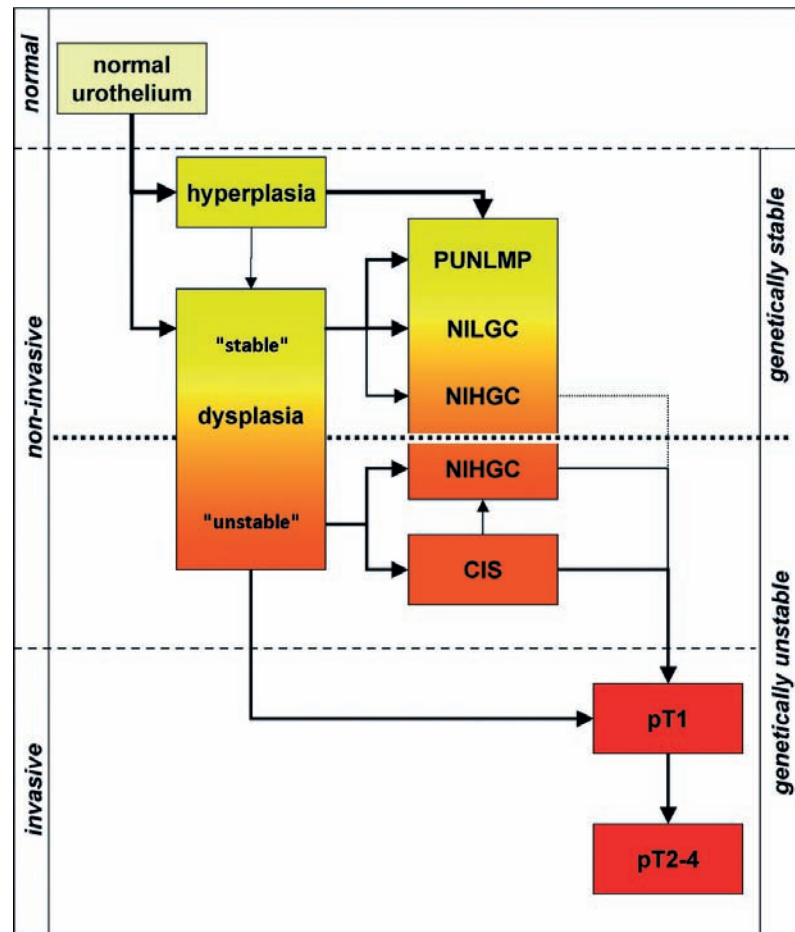 normal
normal
urothelium
non-invasive
genetically stable
hyperplasia
PUNLMP
"stable"
NILGC
NIHGC
dysplasia
NIHGC
"unstable"
CIS
genetically unstable
invasive
pT1
pT2-4